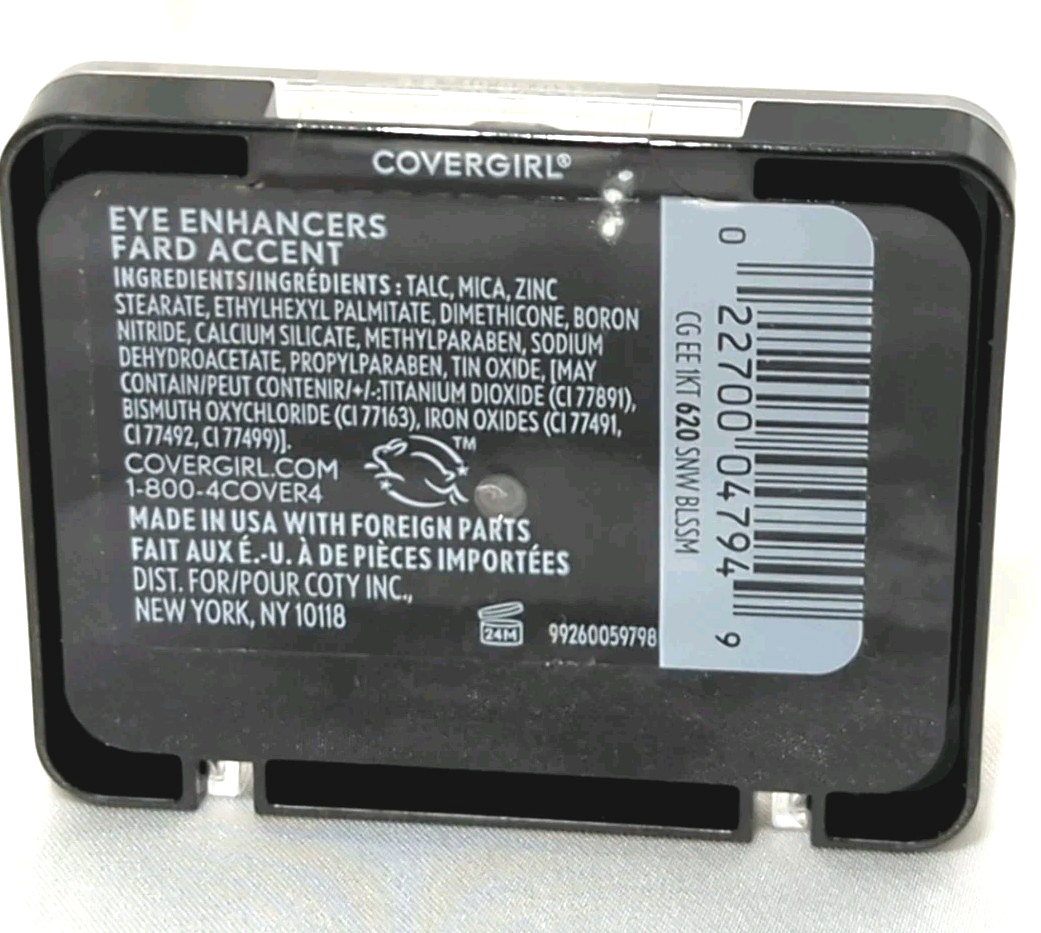 COVERGIRL®
EYE ENHANCERS
FARD ACCENT
INGREDIENTS/INGRÉDIENTS : TALC, MICA, ZINC
STEARATE, ETHYLHEXYL PALMITATE, DIMETHICONE, BORON
NITRIDE, CALCIUM SILICATE, METHYLPARABEN, SODIUM
DEHYDROACETATE, PROPYLPARABEN, TIN OXIDE, [MAY
CONTAIN/PEUT CONTENIR/+/-:TITANIUM DIOXIDE (CI 77891),
BISMUTH OXYCHLORIDE (CI 77163), IRON OXIDES (CI 77491,
CI 77492, CI 77499)].
COVERGIRL.COM
1-800-4COVER4
TM
MADE IN USA WITH FOREIGN PARTS
FAIT AUX É.-U. À DE PIÈCES IMPORTÉES
DIST. FOR/POUR COTY INC.,
NEW YORK, NY 10118
24M
99260059798
CG EE 1KT 620 SNW BLSSM
0 22700 04794 9